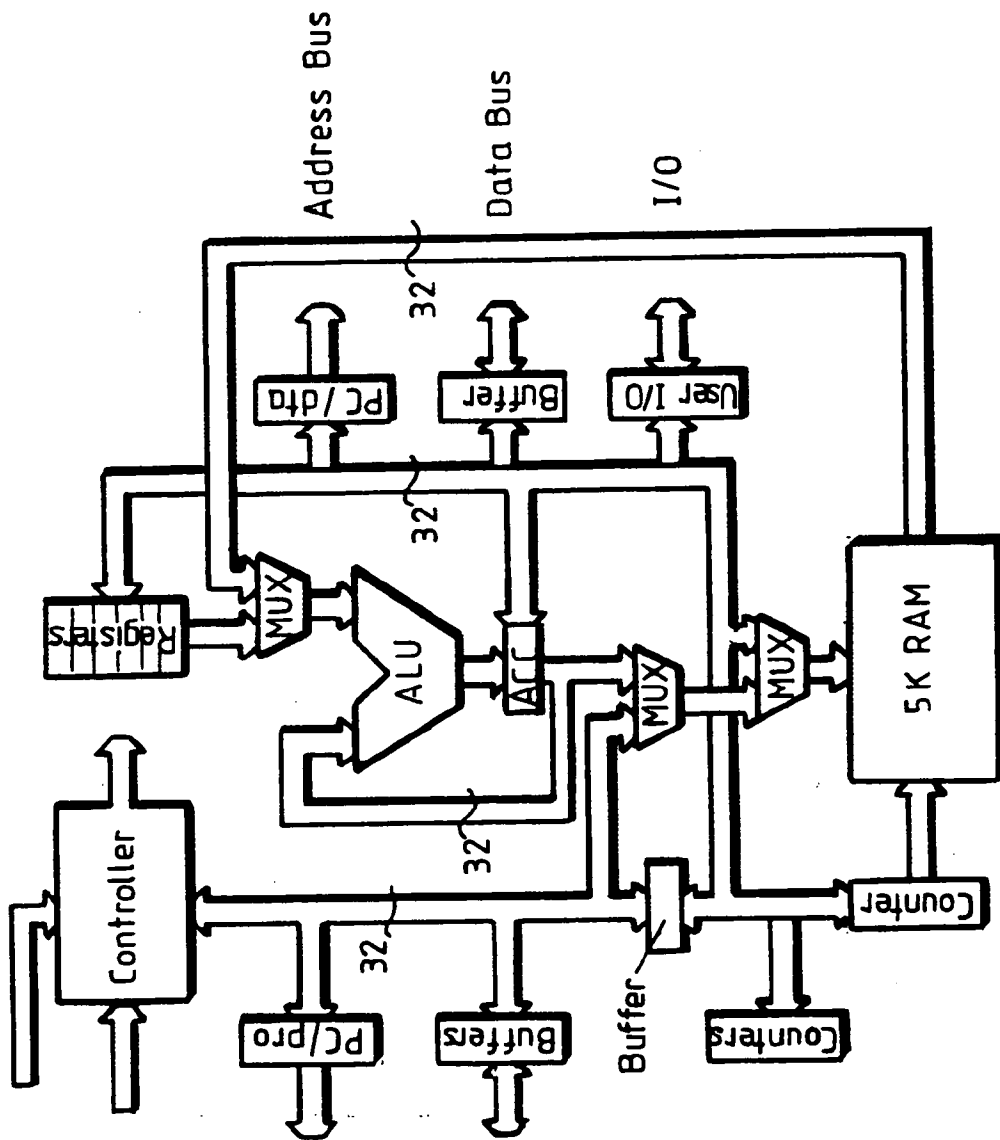 Address Bus
Data Bus
I/O
32
PC/dta
Buffer
User I/O
32
Registers
MUX
ALU
ACC
MUX
MUX
5K RAM
32
Controller
32
PC/pro
Buffers
Buffer
Counters
Counter